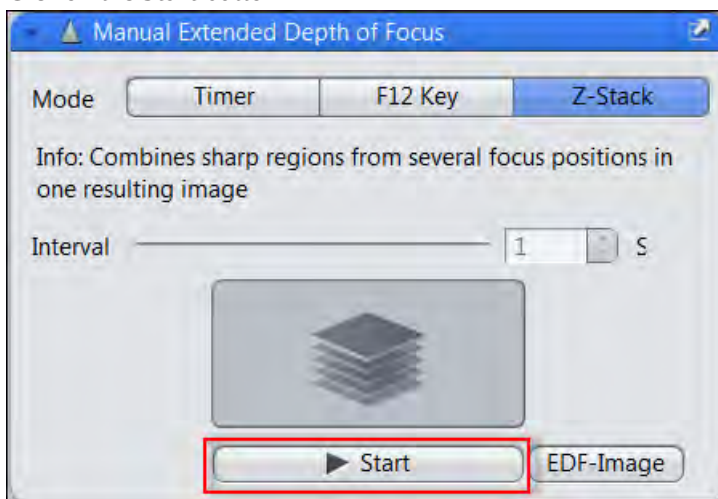 Manual Extended Depth of Focus
Mode Timer F12 Key Z-Stack
Info: Combines sharp regions from several focus positions in
one resulting image
Interval 1 S
Start EDF-Image